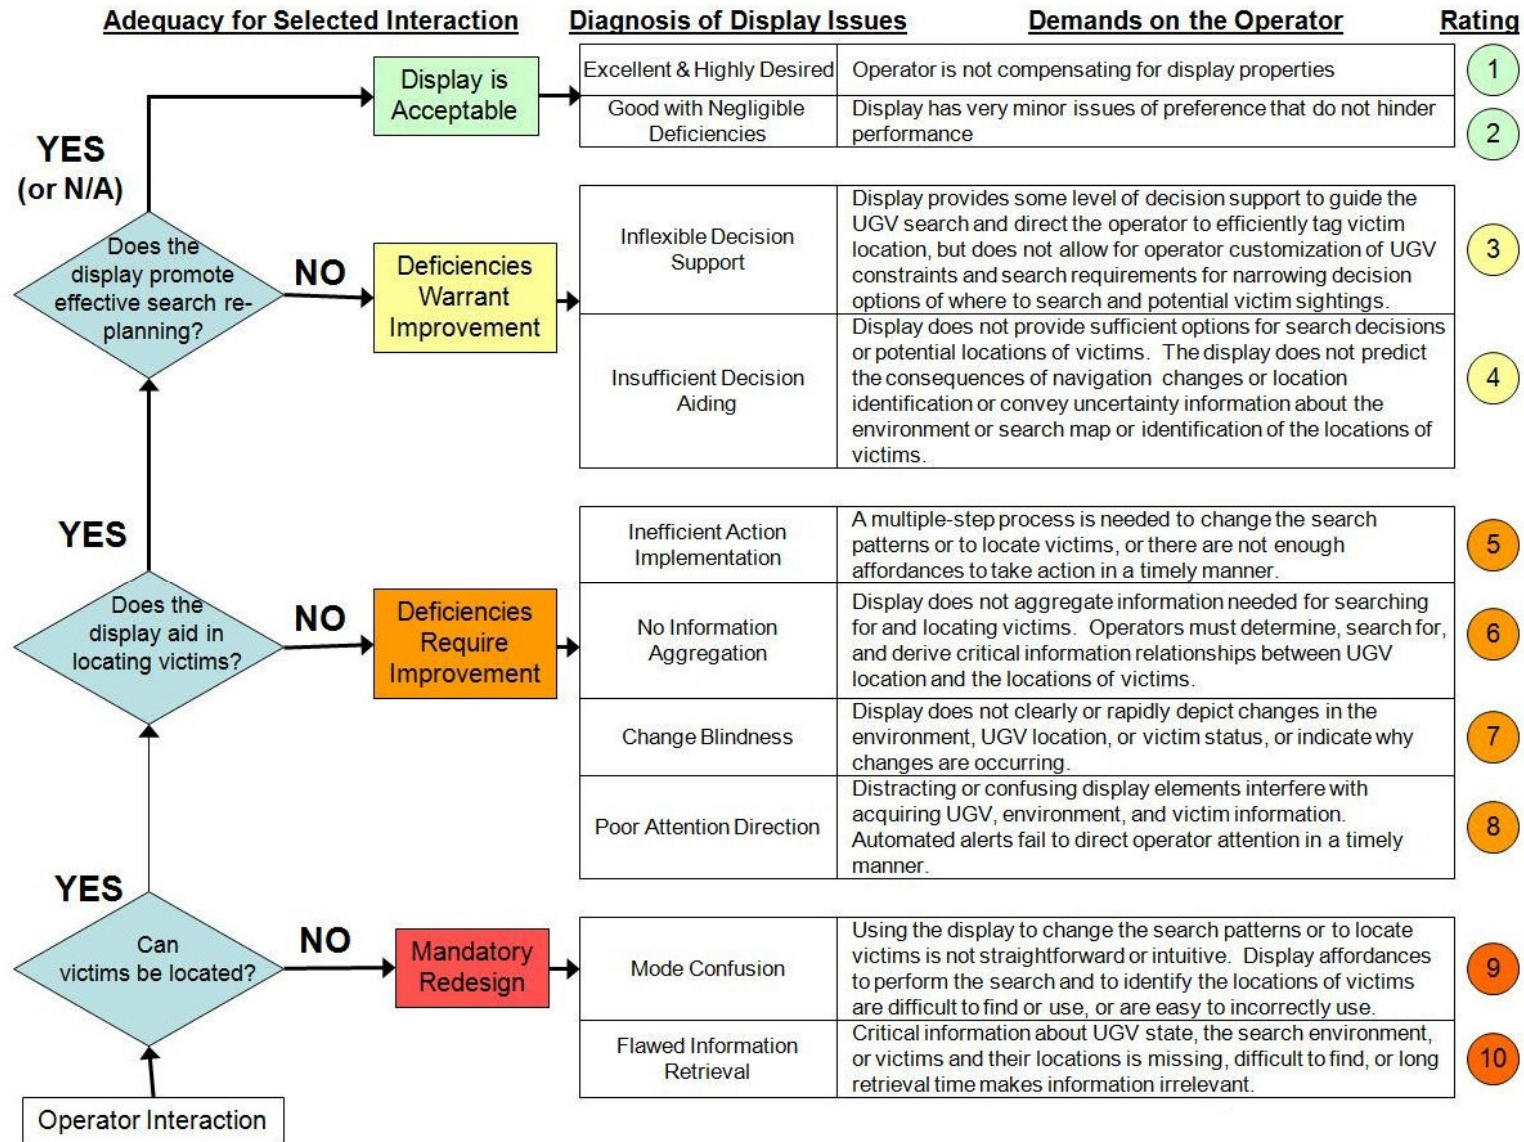 Adequacy for Selected Interaction
Diagnosis of Display Issues
Demands on the Operator
Rating
Display is
Acceptable
Excellent & Highly Desired
Operator is not compensating for display properties
1
Good with Negligible
Deficiencies
Display has very minor issues of preference that do not hinder
performance
2
YES
(or N/A)
Does the
display promote
effective search re-
planning?
NO
Deficiencies
Warrant
Improvement
Inflexible Decision
Support
Display provides some level of decision support to guide the
UGV search and direct the operator to efficiently tag victim
location, but does not allow for operator customization of UGV
constraints and search requirements for narrowing decision
options of where to search and potential victim sightings.
3
Insufficient Decision
Aiding
Display does not provide sufficient options for search decisions
or potential locations of victims. The display does not predict
the consequences of navigation changes or location
identification or convey uncertainty information about the
environment or search map or identification of the locations of
victims.
4
YES
Does the
display aid in
locating victims?
NO
Deficiencies
Require
Improvement
Inefficient Action
Implementation
A multiple-step process is needed to change the search
patterns or to locate victims, or there are not enough
affordances to take action in a timely manner.
5
No Information
Aggregation
Display does not aggregate information needed for searching
for and locating victims. Operators must determine, search for,
and derive critical information relationships between UGV
location and the locations of victims.
6
Change Blindness
Display does not clearly or rapidly depict changes in the
environment, UGV location, or victim status, or indicate why
changes are occurring.
7
Poor Attention Direction
Distracting or confusing display elements interfere with
acquiring UGV, environment, and victim information.
Automated alerts fail to direct operator attention in a timely
manner.
8
YES
Can
victims be located?
NO
Mandatory
Redesign
Mode Confusion
Using the display to change the search patterns or to locate
victims is not straightforward or intuitive. Display affordances
to perform the search and to identify the locations of victims
are difficult to find or use, or are easy to incorrectly use.
9
Flawed Information
Retrieval
Critical information about UGV state, the search environment,
or victims and their locations is missing, difficult to find, or long
retrieval time makes information irrelevant.
10
Operator Interaction